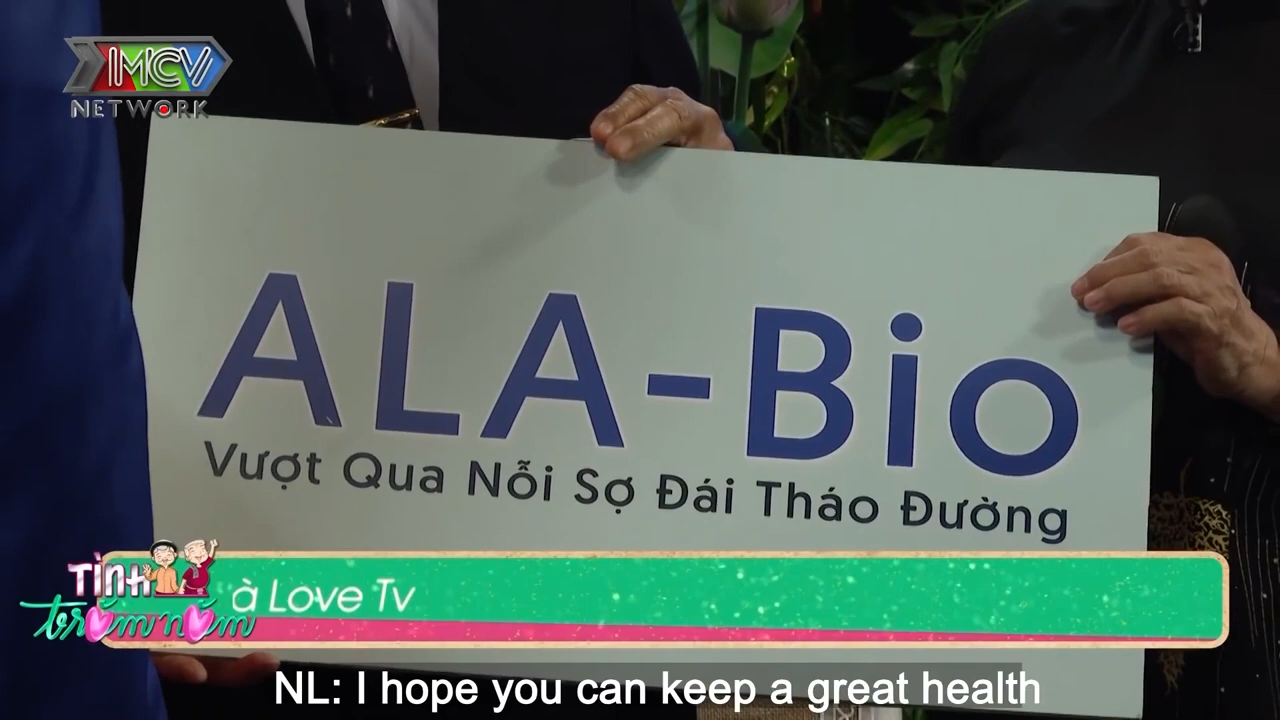 MCV
NETWORK
ALA-Bio
Vượt Qua Nỗi Sợ Đái Tháo Đường
TÌNH
trăm năm
à Love Tv
NL: I hope you can keep a great health